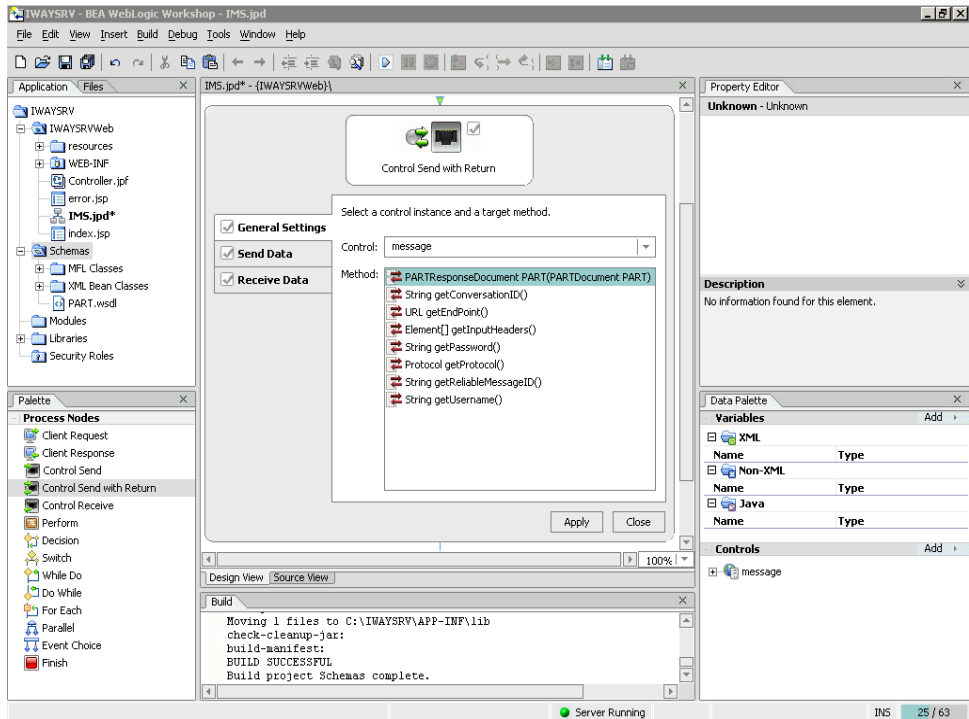 IWAYSRV - BEA WebLogic Workshop - IMS.jpd
File Edit View Insert Build Debug Tools Window Help
Application Files
IWAYSRV
IWAYSRVWeb
resources
WEB-INF
Controller.jpf
error.jsp
IMS.jpd*
index.jsp
Schemas
MFL Classes
XML Bean Classes
PART.wsdl
Modules
Libraries
Security Roles
Palette
Process Nodes
Client Request
Client Response
Control Send
Control Send with Return
Control Receive
Perform
Decision
Switch
While Do
Do While
For Each
Parallel
Event Choice
Finish
IMS.jpd* - {IWAYSRVWeb}\
Control Send with Return
General Settings
Send Data
Receive Data
Select a control instance and a target method.
Control: message
Method: PARTResponseDocument PART(PARTDocument PART)
String getConversationID()
URL getEndPoint()
Element[] getInputHeaders()
String getPassword()
Protocol getProtocol()
String getReliableMessageID()
String getUsername()
Apply Close
100%
Design View Source View
Build
Moving 1 files to C:\IWAYSRV\APP-INF\lib
check-cleanup-jar:
build-manifest:
BUILD SUCCESSFUL
Build project Schemas complete.
Property Editor
Unknown - Unknown
Description
No information found for this element.
Data Palette
Variables Add
XML
Name Type
Non-XML
Name Type
Java
Name Type
Controls Add
message
Server Running
INS 25 / 63